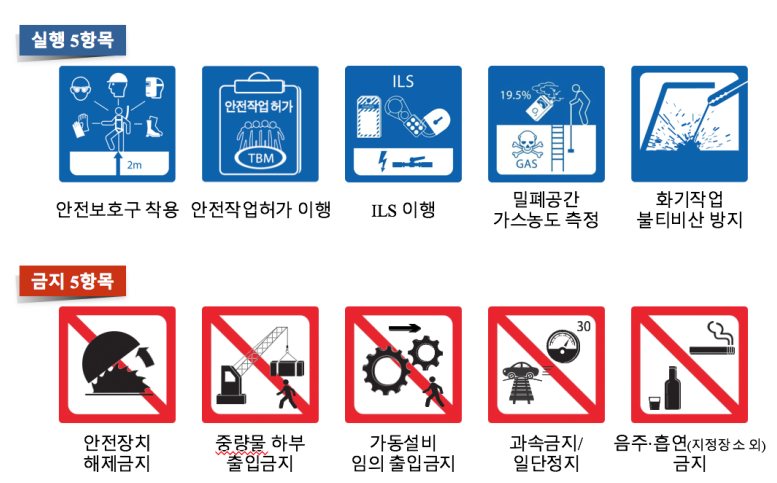 실행 5항목
2m
안전작업 허가
TBM
ILS
19.5%
GAS
안전보호구 착용
안전작업허가 이행
ILS 이행
밀폐공간
가스농도 측정
화기작업
불티비산 방지
금지 5항목
30
안전장치
해제금지
중량물 하부
출입금지
가동설비
임의 출입금지
과속금지/
일단정지
음주·흡연(지정장소 외)
금지